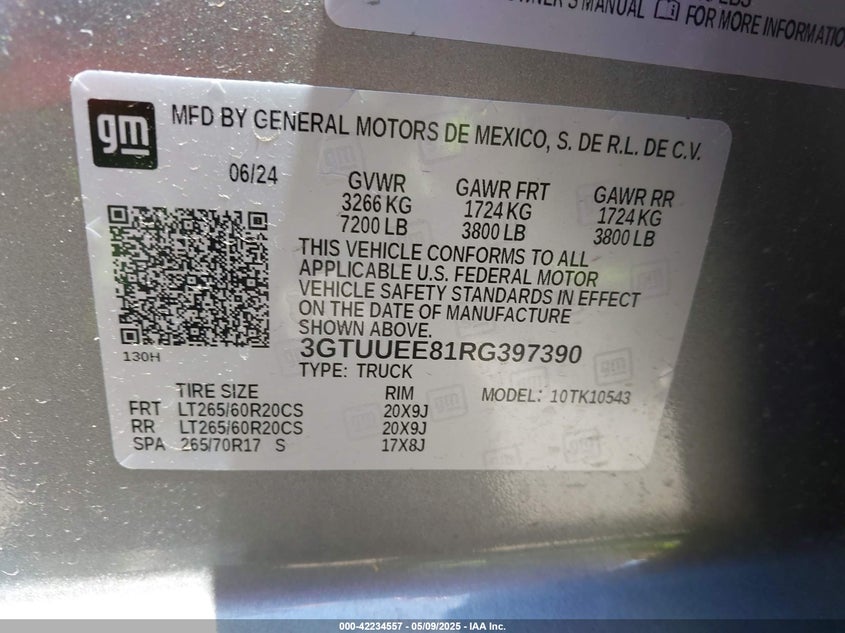 OWNER'S MANUAL FOR MORE INFORMATIO
gm
MFD BY GENERAL MOTORS DE MEXICO, S. DE R.L. DE C.V.
06/24
GVWR GAWR FRT GAWR RR
3266 KG 1724 KG 1724 KG
7200 LB 3800 LB 3800 LB
THIS VEHICLE CONFORMS TO ALL
APPLICABLE U.S. FEDERAL MOTOR
VEHICLE SAFETY STANDARDS IN EFFECT
ON THE DATE OF MANUFACTURE
SHOWN ABOVE.
3GTUUEE81RG397390
130H
TYPE: TRUCK
TIRE SIZE RIM MODEL: 10TK10543
FRT LT265/60R20CS 20X9J
RR LT265/60R20CS 20X9J
SPA 265/70R17 S 17X8J
000-42234557 — 05/09/2025 — IAA Inc.